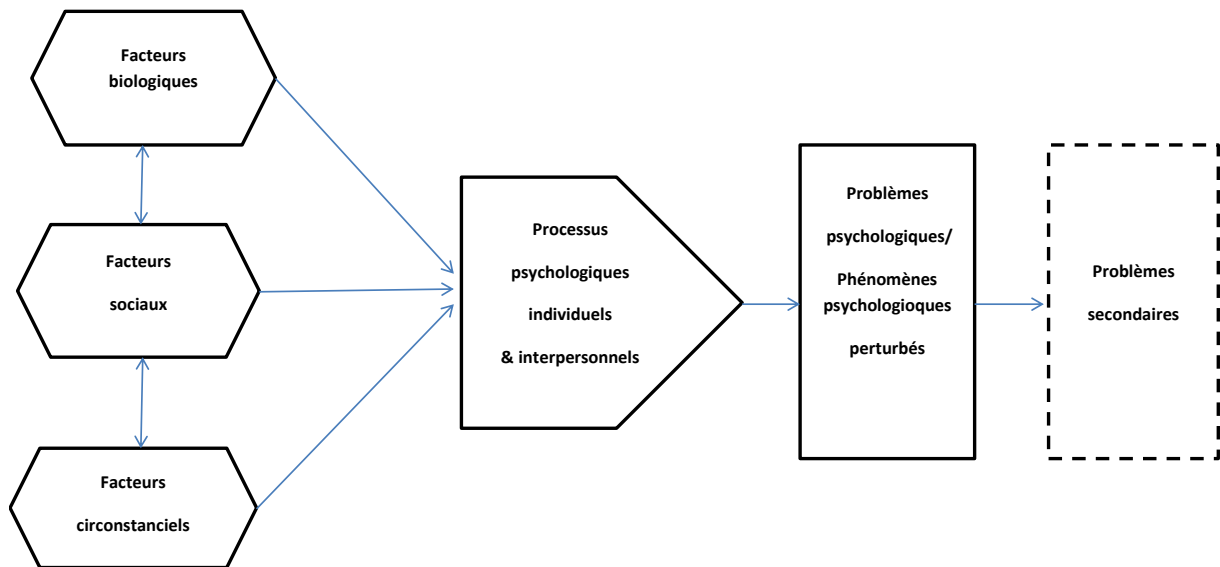 Facteurs
biologiques
Facteurs
sociaux
Facteurs
circonstanciels
Processus
psychologiques
individuels
& interpersonnels
Problèmes
psychologiques/
Phénomènes
psychologioques
perturbés
Problèmes
secondaires